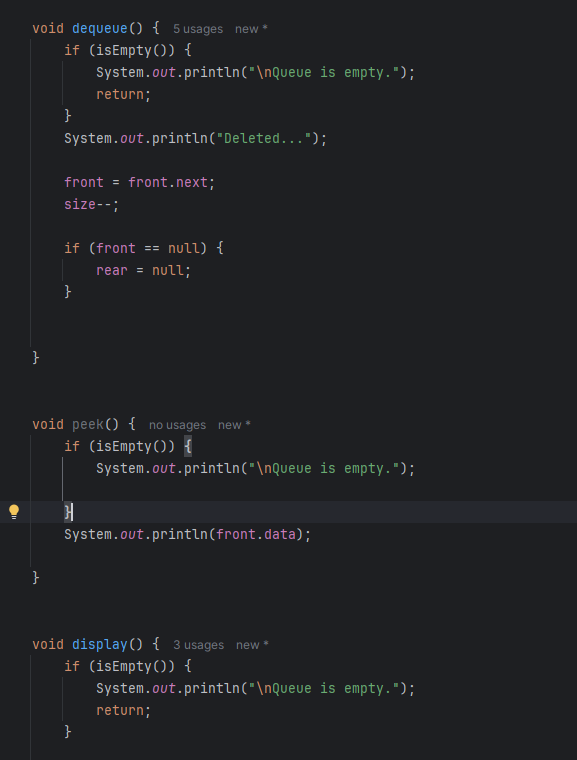 void dequeue() { 5 usages new *
    if (isEmpty()) {
        System.out.println("\nQueue is empty.");
        return;
    }
    System.out.println("Deleted...");

    front = front.next;
    size--;

    if (front == null) {
        rear = null;
    }

}

void peek() { no usages new *
    if (isEmpty()) {
        System.out.println("\nQueue is empty.");

    }
    System.out.println(front.data);

}

void display() { 3 usages new *
    if (isEmpty()) {
        System.out.println("\nQueue is empty.");
        return;
    }